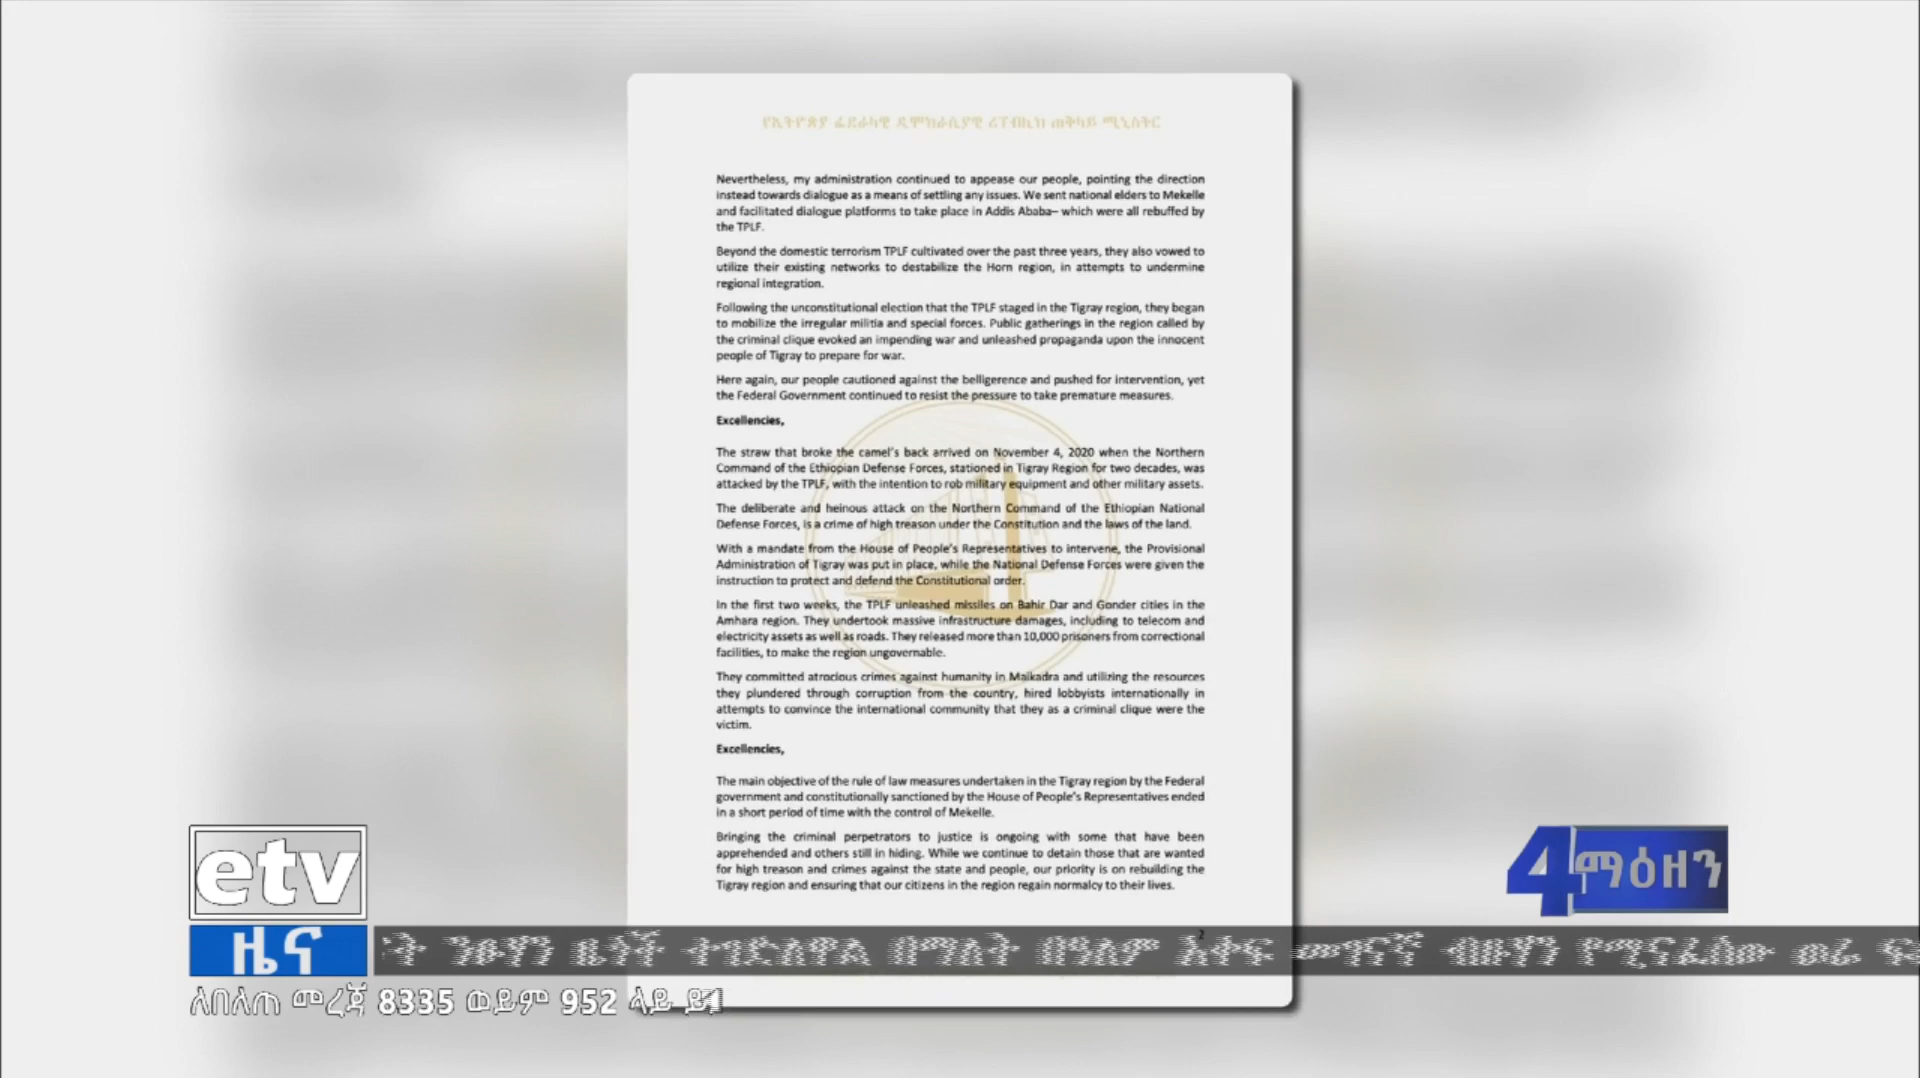 የኢትዮጵያ ፌደራላዊ ዲሞክራሲያዊ ሪፐብሊክ ጠቅላይ ሚኒስትር
Nevertheless, my administration continued to appease our people, pointing the direction
instead towards dialogue as a means of settling any issues. We sent national elders to Mekelle
and facilitated dialogue platforms to take place in Addis Ababa– which were all rebuffed by
the TPLF.
Beyond the domestic terrorism TPLF cultivated over the past three years, they also vowed to
utilize their existing networks to destabilize the Horn region, in attempts to undermine
regional integration.
Following the unconstitutional election that the TPLF staged in the Tigray region, they began
to mobilize the irregular militia and special forces. Public gatherings in the region called by
the criminal clique evoked an impending war and unleashed propaganda upon the innocent
people of Tigray to prepare for war.
Here again, our people cautioned against the belligerence and pushed for intervention, yet
the Federal Government continued to resist the pressure to take premature measures.
Excellencies,
The straw that broke the camel's back arrived on November 4, 2020 when the Northern
Command of the Ethiopian Defense Forces, stationed in Tigray Region for two decades, was
attacked by the TPLF, with the intention to rob military equipment and other military assets.
The deliberate and heinous attack on the Northern Command of the Ethiopian National
Defense Forces, is a crime of high treason under the Constitution and the laws of the land.
With a mandate from the House of People's Representatives to intervene, the Provisional
Administration of Tigray was put in place, while the National Defense Forces were given the
instruction to protect and defend the Constitutional order.
In the first two weeks, the TPLF unleashed missiles on Bahir Dar and Gonder cities in the
Amhara region. They undertook massive infrastructure damages, including to telecom and
electricity assets as well as roads. They released more than 10,000 prisoners from correctional
facilities, to make the region ungovernable.
They committed atrocious crimes against humanity in Maikadra and utilizing the resources
they plundered through corruption from the country, hired lobbyists internationally in
attempts to convince the international community that they as a criminal clique were the
victim.
Excellencies,
The main objective of the rule of law measures undertaken in the Tigray region by the Federal
government and constitutionally sanctioned by the House of People's Representatives ended
in a short period of time with the control of Mekelle.
Bringing the criminal perpetrators to justice is ongoing with some that have been
apprehended and others still in hiding. While we continue to detain those that are wanted
for high treason and crimes against the state and people, our priority is on rebuilding the
Tigray region and ensuring that our citizens in the region regain normalcy to their lives.
2
etv
4 ማዕዘን
ዜና
ንፁሃን ዜጎች በማለት በዓለም አቀፍ መገናኛ ብዙሃን የሚናፈሰው ወሬ
ለበለጠ መረጃ 8335 ወይም 952 ላይ